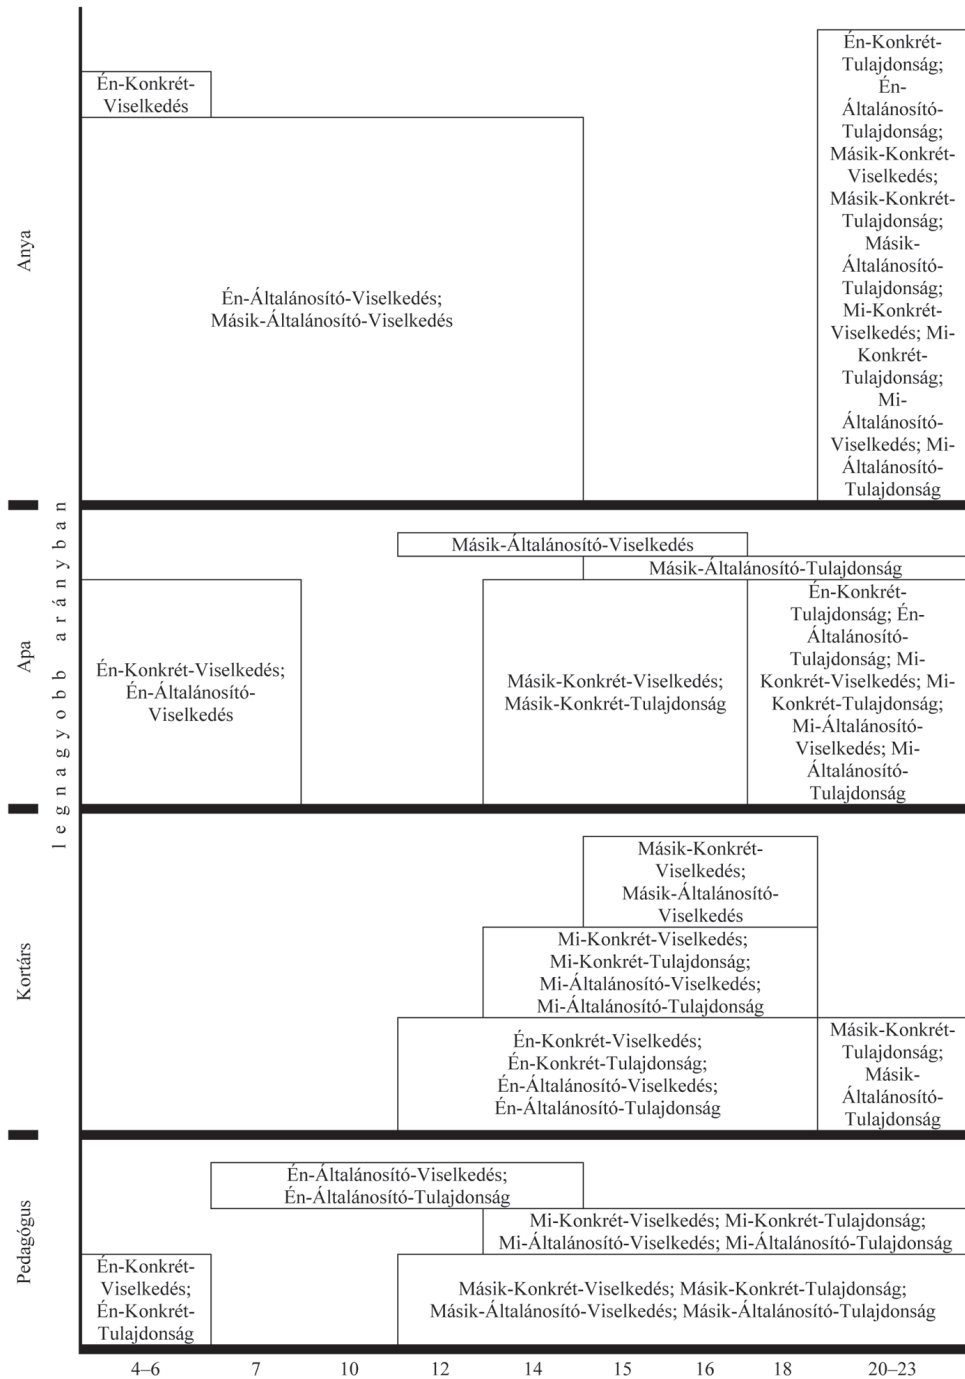 Én-Konkrét-
Viselkedés
Én-Általánosító-Viselkedés;
Másik-Általánosító-Viselkedés
Én-Konkrét-
Tulajdonság;
Én-
Általánosító-
Tulajdonság;
Másik-Konkrét-
Viselkedés;
Másik-Konkrét-
Tulajdonság;
Másik-
Általánosító-
Tulajdonság;
Mi-Konkrét-
Viselkedés; Mi-
Konkrét-
Tulajdonság;
Mi-
Általánosító-
Viselkedés; Mi-
Általánosító-
Tulajdonság
Anya
legnagyobb arányban
Másik-Általánosító-Viselkedés
Másik-Általánosító-Tulajdonság
Én-Konkrét-Viselkedés;
Én-Általánosító-
Viselkedés
Másik-Konkrét-Viselkedés;
Másik-Konkrét-Tulajdonság
Én-Konkrét-
Tulajdonság; Én-
Általánosító-
Tulajdonság; Mi-
Konkrét-Viselkedés; Mi-
Konkrét-Tulajdonság;
Mi-Általánosító-
Viselkedés; Mi-
Általánosító-
Tulajdonság
Apa
Másik-Konkrét-
Viselkedés;
Másik-Általánosító-
Viselkedés
Mi-Konkrét-Viselkedés;
Mi-Konkrét-Tulajdonság;
Mi-Általánosító-Viselkedés;
Mi-Általánosító-Tulajdonság
Én-Konkrét-Viselkedés;
Én-Konkrét-Tulajdonság;
Én-Általánosító-Viselkedés;
Én-Általánosító-Tulajdonság
Másik-Konkrét-
Tulajdonság;
Másik-
Általánosító-
Tulajdonság
Kortárs
Én-Általánosító-Viselkedés;
Én-Általánosító-Tulajdonság
Mi-Konkrét-Viselkedés; Mi-Konkrét-Tulajdonság;
Mi-Általánosító-Viselkedés; Mi-Általánosító-Tulajdonság
Én-Konkrét-
Viselkedés;
Én-Konkrét-
Tulajdonság
Másik-Konkrét-Viselkedés; Másik-Konkrét-Tulajdonság;
Másik-Általánosító-Viselkedés; Másik-Általánosító-Tulajdonság
Pedagógus
4–6 7 10 12 14 15 16 18 20–23